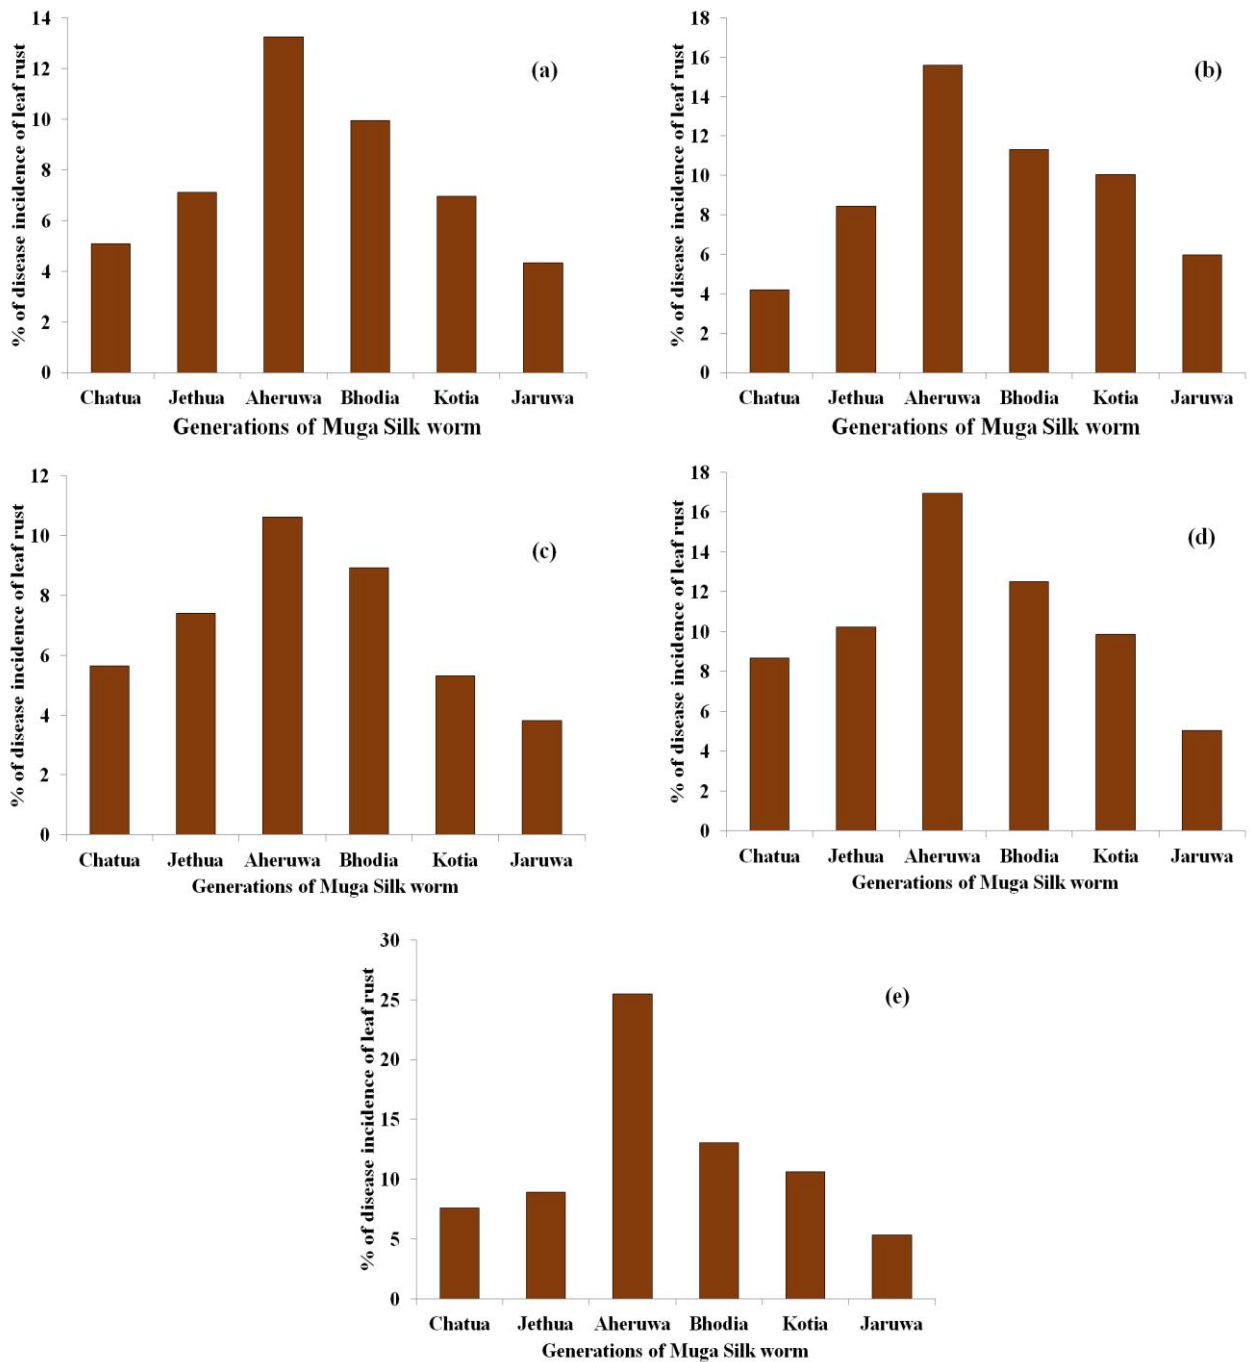 % of disease incidence of leaf rust
14
12
10
8
6
4
2
0
(a)
Chatua Jethua Aheruwa Bhodia Kotia Jaruwa
Generations of Muga Silk worm
% of disease incidence of leaf rust
18
16
14
12
10
8
6
4
2
0
(b)
Chatua Jethua Aheruwa Bhodia Kotia Jaruwa
Generations of Muga Silk worm
% of disease incidence of leaf rust
12
10
8
6
4
2
0
(c)
Chatua Jethua Aheruwa Bhodia Kotia Jaruwa
Generations of Muga Silk worm
% of disease incidence of leaf rust
18
16
14
12
10
8
6
4
2
0
(d)
Chatua Jethua Aheruwa Bhodia Kotia Jaruwa
Generations of Muga Silk worm
% of disease incidence of leaf rust
30
25
20
15
10
5
0
(e)
Chatua Jethua Aheruwa Bhodia Kotia Jaruwa
Generations of Muga Silk worm